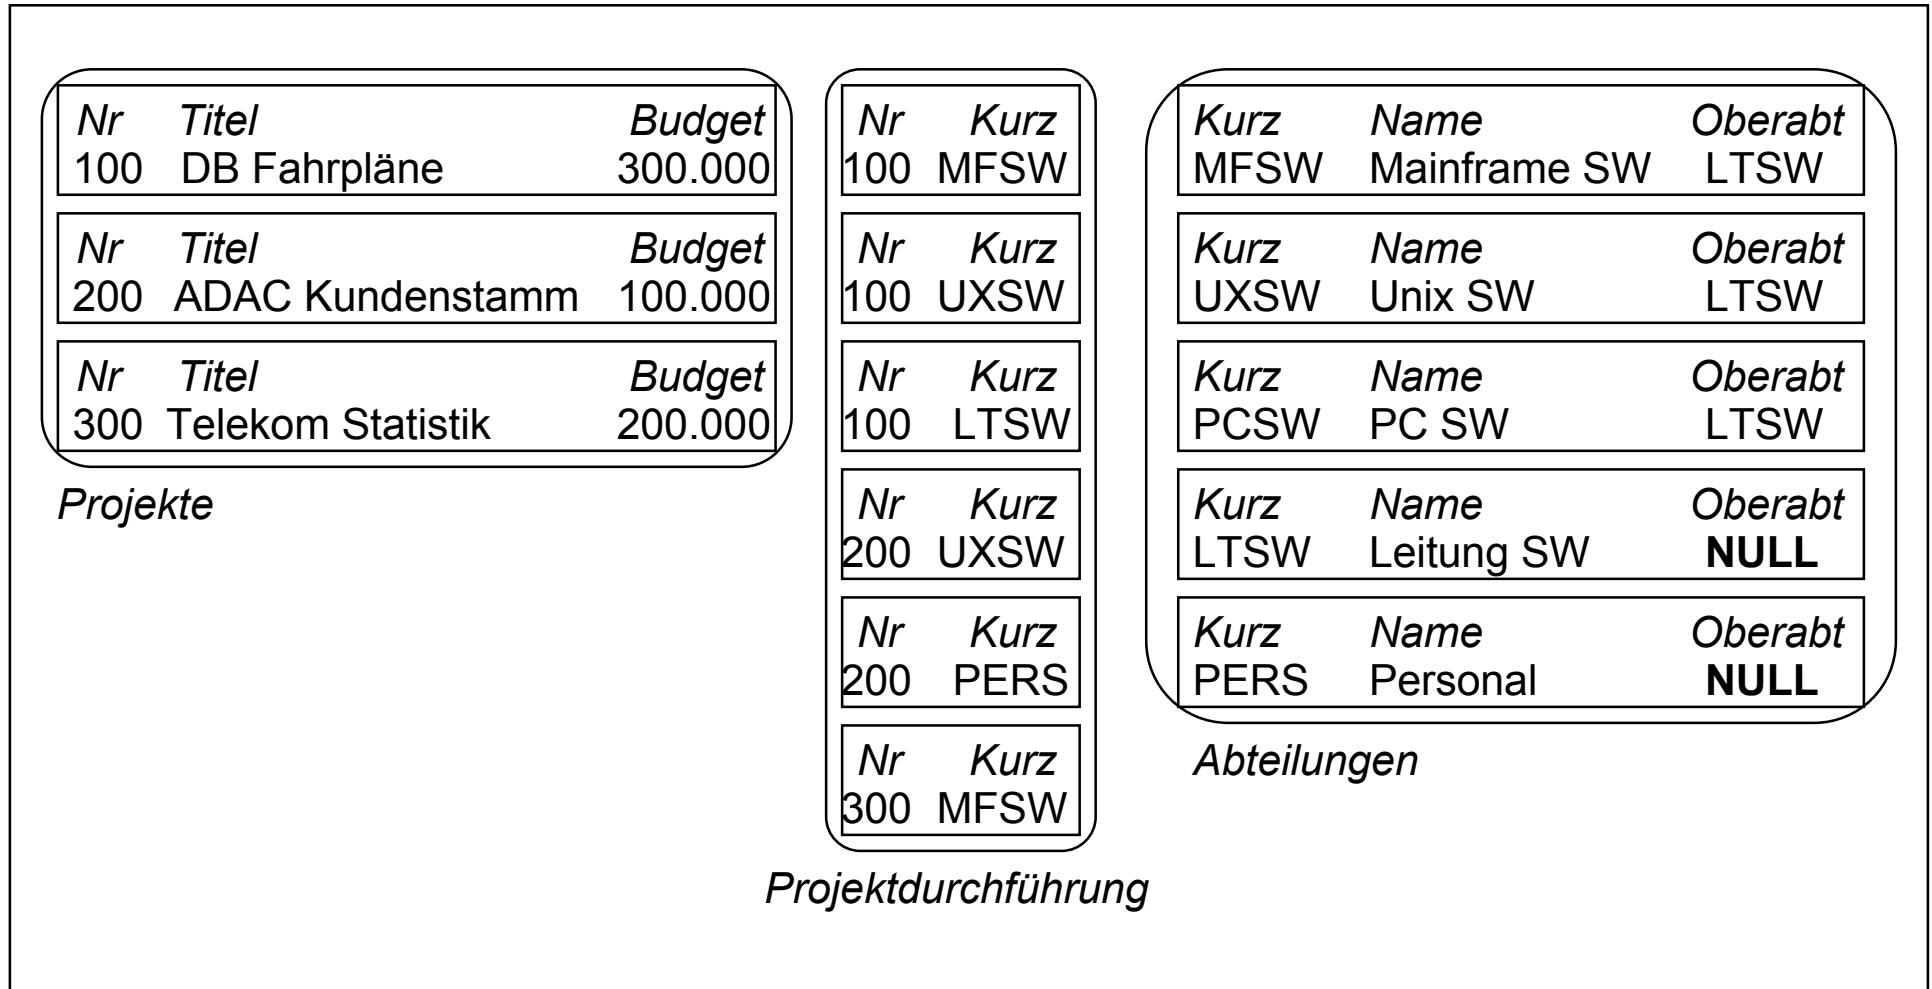 Nr Titel Budget
100 DB Fahrpläne 300.000
Nr Titel Budget
200 ADAC Kundenstamm 100.000
Nr Titel Budget
300 Telekom Statistik 200.000
Projekte
Nr Kurz
100 MFSW
Nr Kurz
100 UXSW
Nr Kurz
100 LTSW
Nr Kurz
200 UXSW
Nr Kurz
200 PERS
Nr Kurz
300 MFSW
Projektdurchführung
Kurz Name Oberabt
MFSW Mainframe SW LTSW
Kurz Name Oberabt
UXSW Unix SW LTSW
Kurz Name Oberabt
PCSW PC SW LTSW
Kurz Name Oberabt
LTSW Leitung SW NULL
Kurz Name Oberabt
PERS Personal NULL
Abteilungen